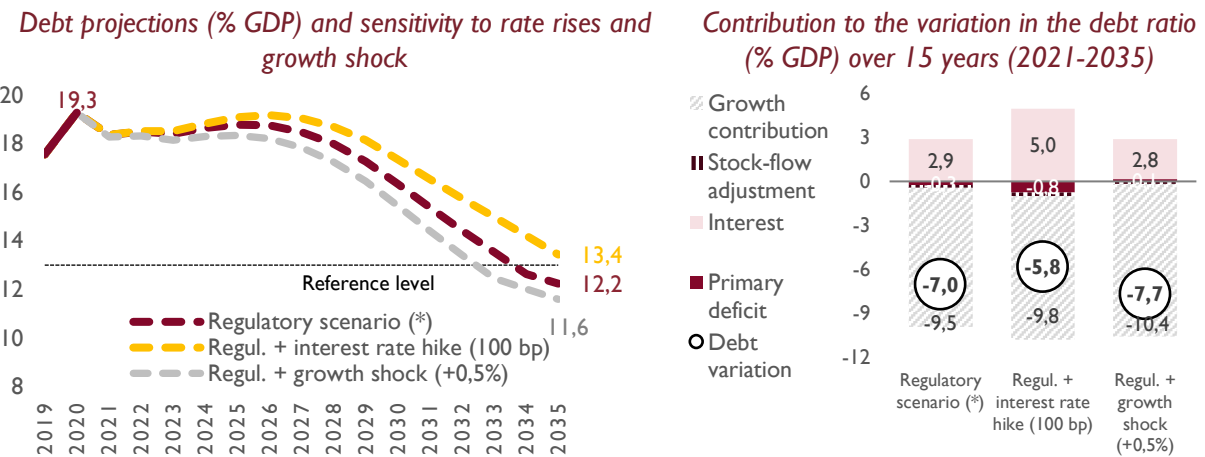 Debt projections (% GDP) and sensitivity to rate rises and
growth shock
20
18
16
14
12
10
8
19,3
13,4
12,2
11,6
Reference level
Regulatory scenario (*)
Regul. + interest rate hike (100 bp)
Regul. + growth shock (+0,5%)
2019
2020
2021
2022
2023
2024
2025
2026
2027
2028
2029
2030
2031
2032
2033
2034
2035
Contribution to the variation in the debt ratio
(% GDP) over 15 years (2021-2035)
Growth
contribution
Stock-flow
adjustment
Interest
Primary
deficit
Debt
variation
6
3
0
-3
-6
-9
-12
2,9
-0,3
-7,0
-9,5
5,0
-0,8
-5,8
-9,8
2,8
0,1
-7,7
-10,4
Regulatory
scenario (*)
Regul. +
interest rate
hike (100 bp)
Regul. +
growth
shock
(+0,5%)